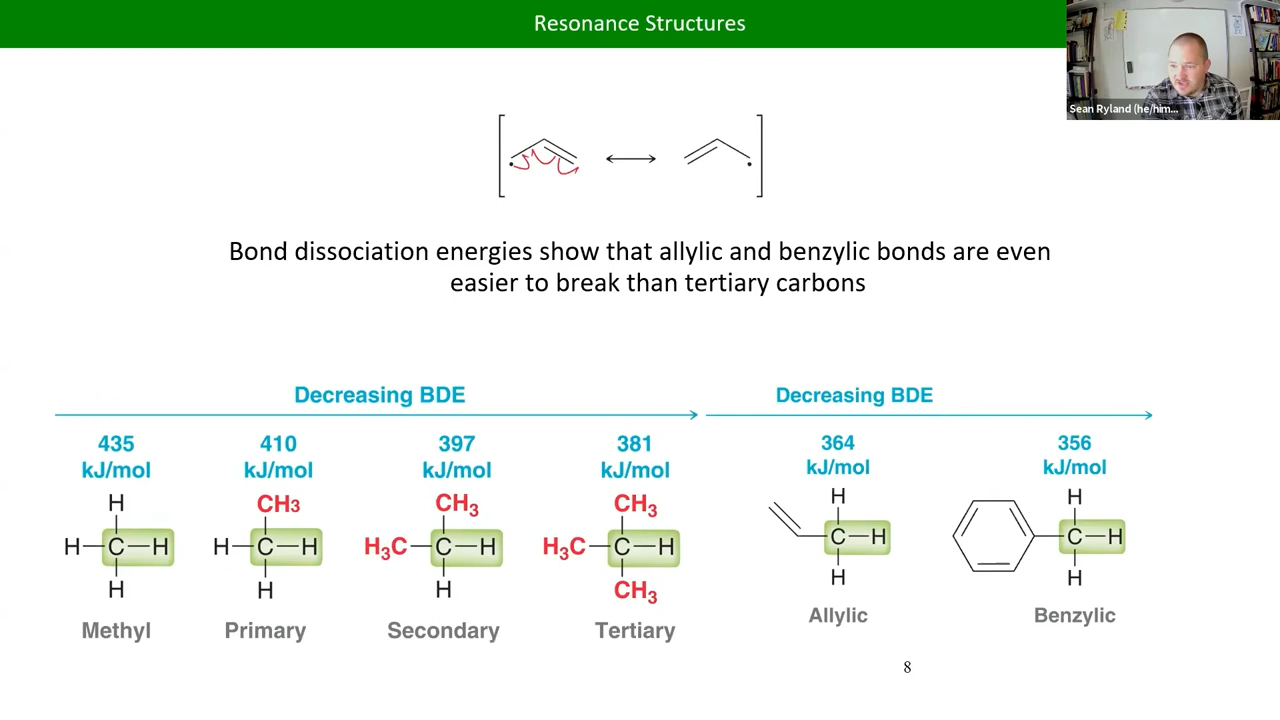 Resonance Structures
Sean Ryland (he/him...
Bond dissociation energies show that allylic and benzylic bonds are even
easier to break than tertiary carbons
Decreasing BDE
Decreasing BDE
435 kJ/mol
410 kJ/mol
397 kJ/mol
381 kJ/mol
364 kJ/mol
356 kJ/mol
H
H—C—H
H
Methyl
CH3
H—C—H
H
Primary
CH₃
H₃C—C—H
H
Secondary
CH₃
H₃C—C—H
CH₃
Tertiary
H
C—H
H
Allylic
H
C—H
H
Benzylic
8